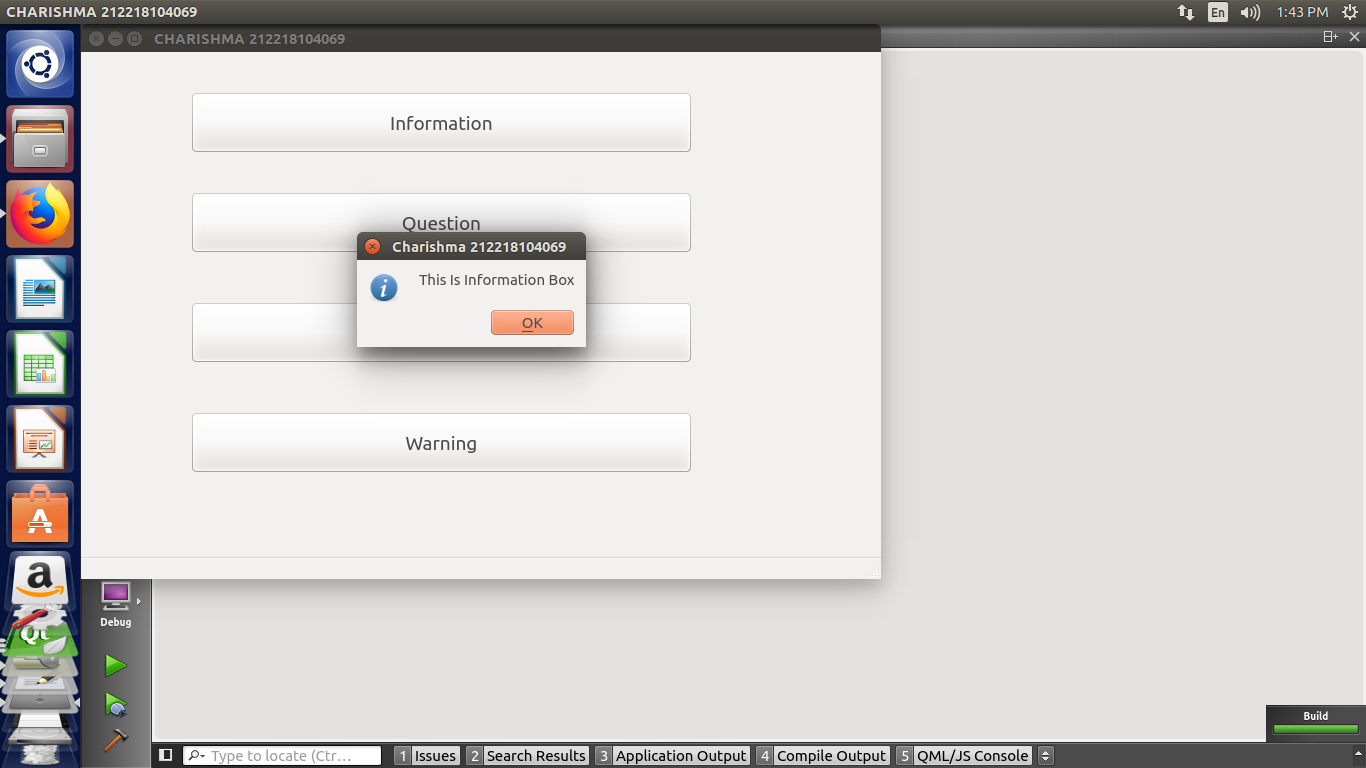 CHARISHMA 212218104069
En
1:43 PM
CHARISHMA 212218104069
Information
Question
Charishma 212218104069
This Is Information Box
OK
Warning
Debug
Build
Type to locate (Ctr...
1 Issues
2 Search Results
3 Application Output
4 Compile Output
5 QML/JS Console